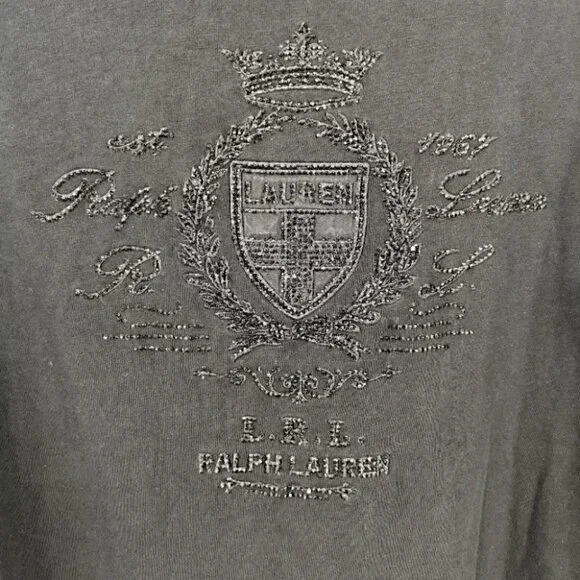 EST. 1967
Ralph Lauren
LAUREN
R L
L.R.L.
RALPH LAUREN